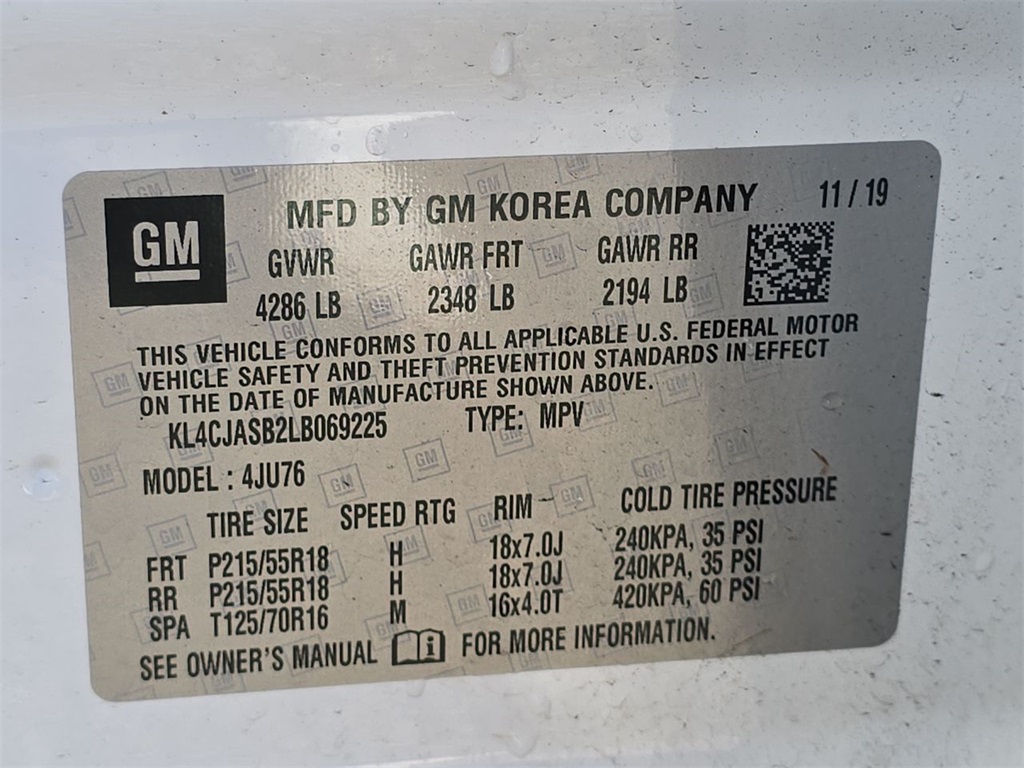 GM
MFD BY GM KOREA COMPANY 11/19
GVWR GAWR FRT GAWR RR
4286 LB 2348 LB 2194 LB
THIS VEHICLE CONFORMS TO ALL APPLICABLE U.S. FEDERAL MOTOR
VEHICLE SAFETY AND THEFT PREVENTION STANDARDS IN EFFECT
ON THE DATE OF MANUFACTURE SHOWN ABOVE.
KL4CJASB2LB069225 TYPE: MPV
MODEL : 4JU76
TIRE SIZE SPEED RTG RIM COLD TIRE PRESSURE
FRT P215/55R18 H 18x7.0J 240KPA, 35 PSI
RR P215/55R18 H 18x7.0J 240KPA, 35 PSI
SPA T125/70R16 M 16x4.0T 420KPA, 60 PSI
SEE OWNER'S MANUAL FOR MORE INFORMATION.